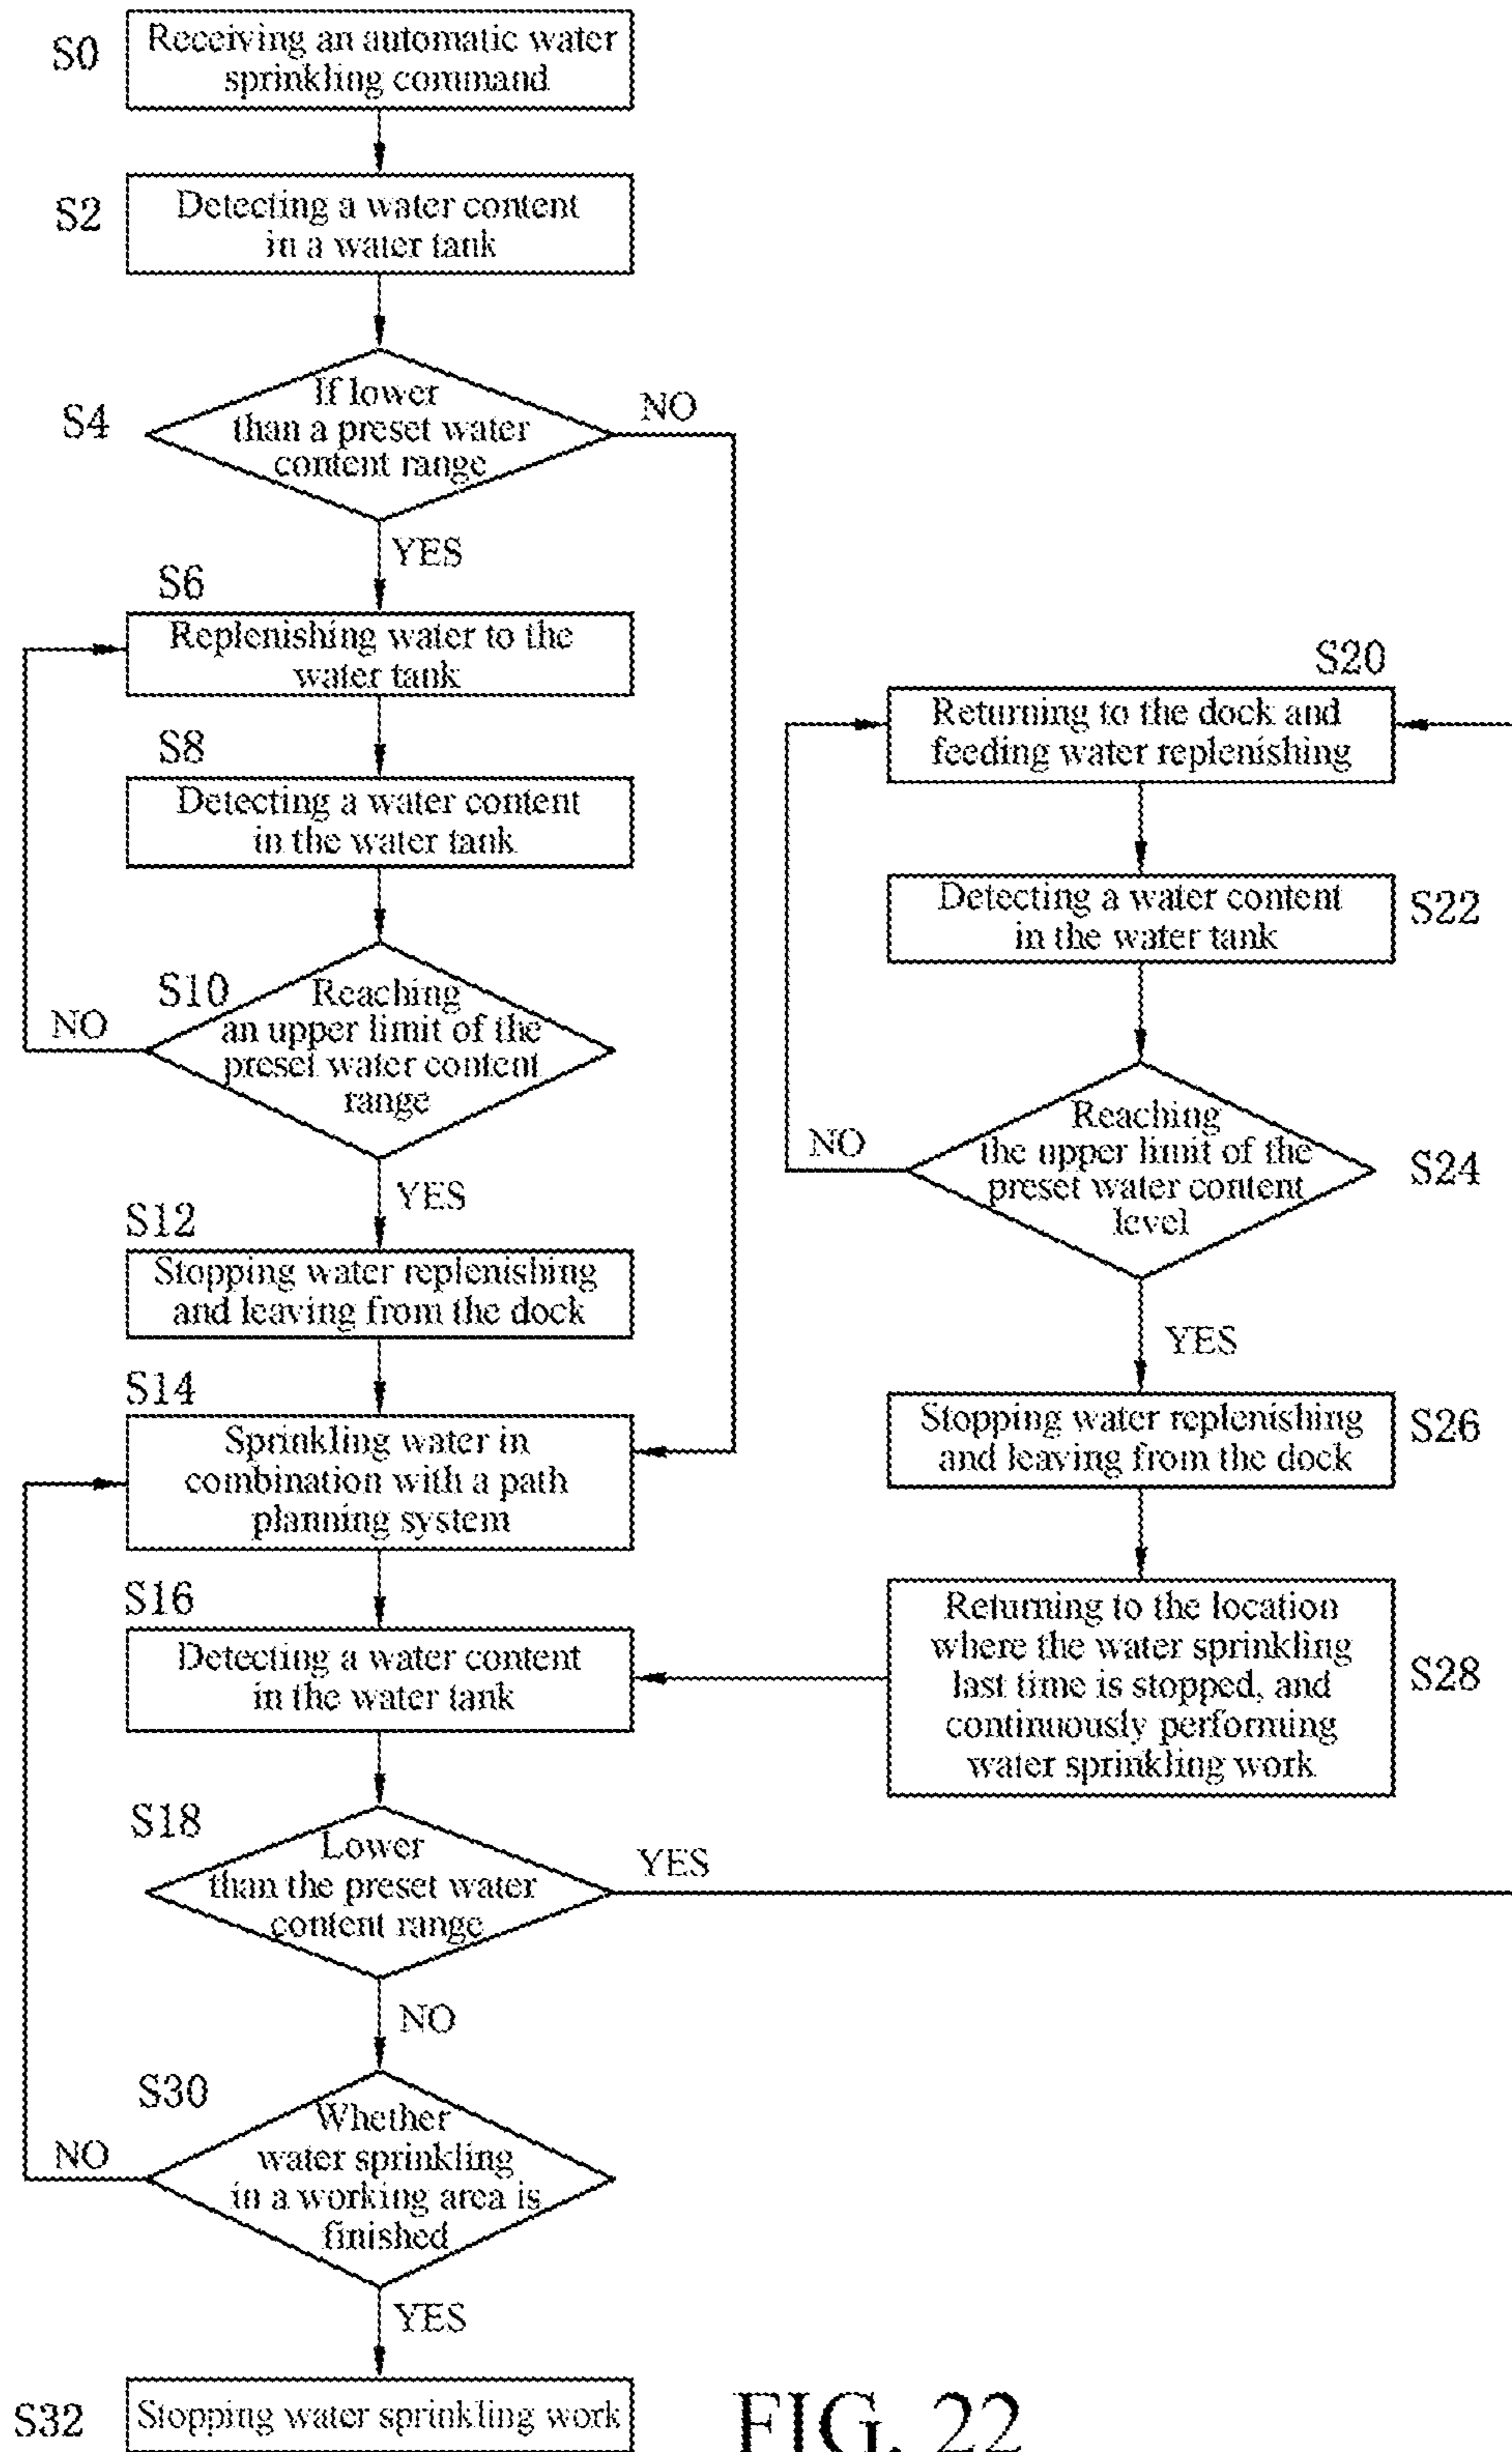 S0
Receiving an automatic water
sprinkling command
S2
Detecting a water content
in a water tank
S4
If lower
than a preset water
content range
NO
YES
S6
Replenishing water to the
water tank
S8
Detecting a water content
in the water tank
S10
Reaching
an upper limit of the
preset water content
range
NO
YES
S12
Stopping water replenishing
and leaving from the dock
S14
Sprinkling water in
combination with a path
planning system
S16
Detecting a water content
in the water tank
S18
Lower
than the preset water
content range
YES
NO
S20
Returning to the dock and
feeding water replenishing
S22
Detecting a water content
in the water tank
S24
Reaching
the upper limit of the
preset water content
level
NO
YES
S26
Stopping water replenishing
and leaving from the dock
S28
Returning to the location
where the water sprinkling
last time is stopped, and
continuously performing
water sprinkling work
S30
Whether
water sprinkling
in a working area is
finished
NO
YES
S32
Stopping water sprinkling work
FIG. 22